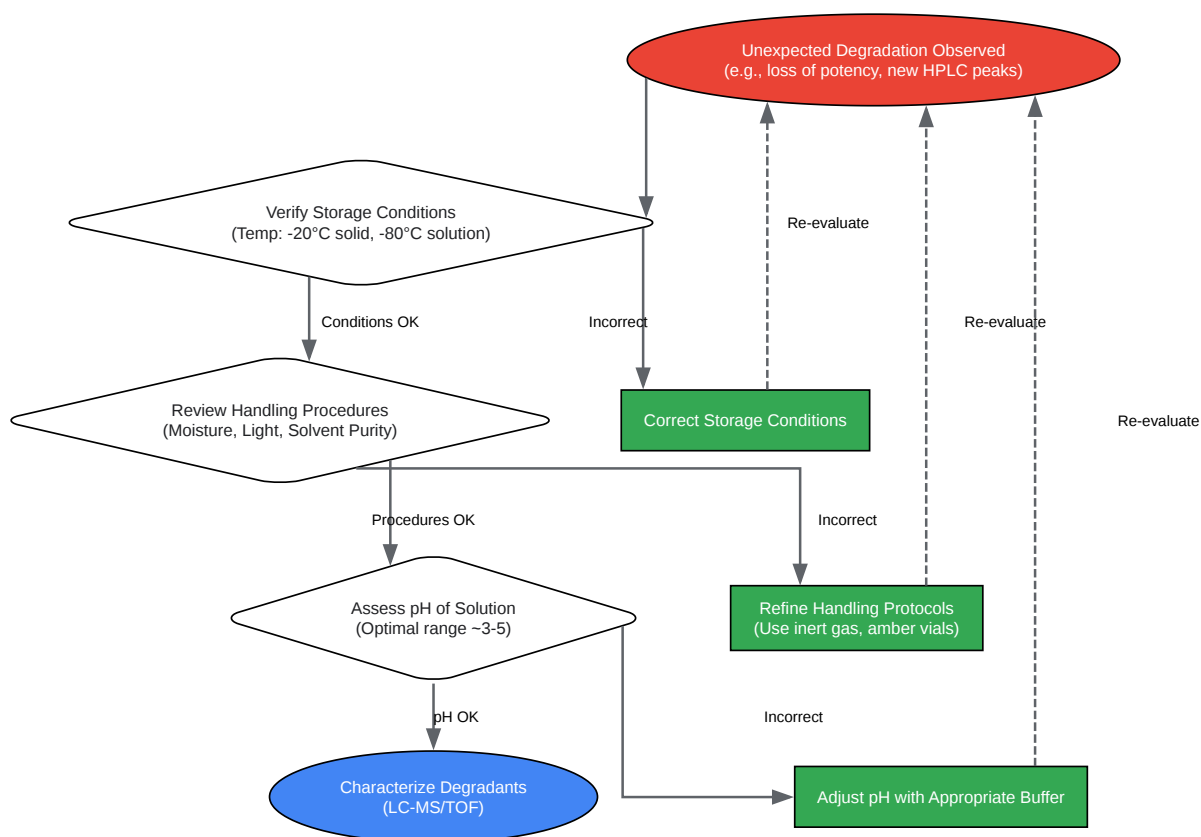 Unexpected Degradation Observed
(e.g., loss of potency, new HPLC peaks)
Verify Storage Conditions
(Temp: -20°C solid, -80°C solution)
Re-evaluate
Conditions OK
Incorrect
Re-evaluate
Review Handling Procedures
(Moisture, Light, Solvent Purity)
Correct Storage Conditions
Re-evaluate
Procedures OK
Incorrect
Assess pH of Solution
(Optimal range ~3-5)
Refine Handling Protocols
(Use inert gas, amber vials)
pH OK
Incorrect
Characterize Degradants
(LC-MS/TOF)
Adjust pH with Appropriate Buffer